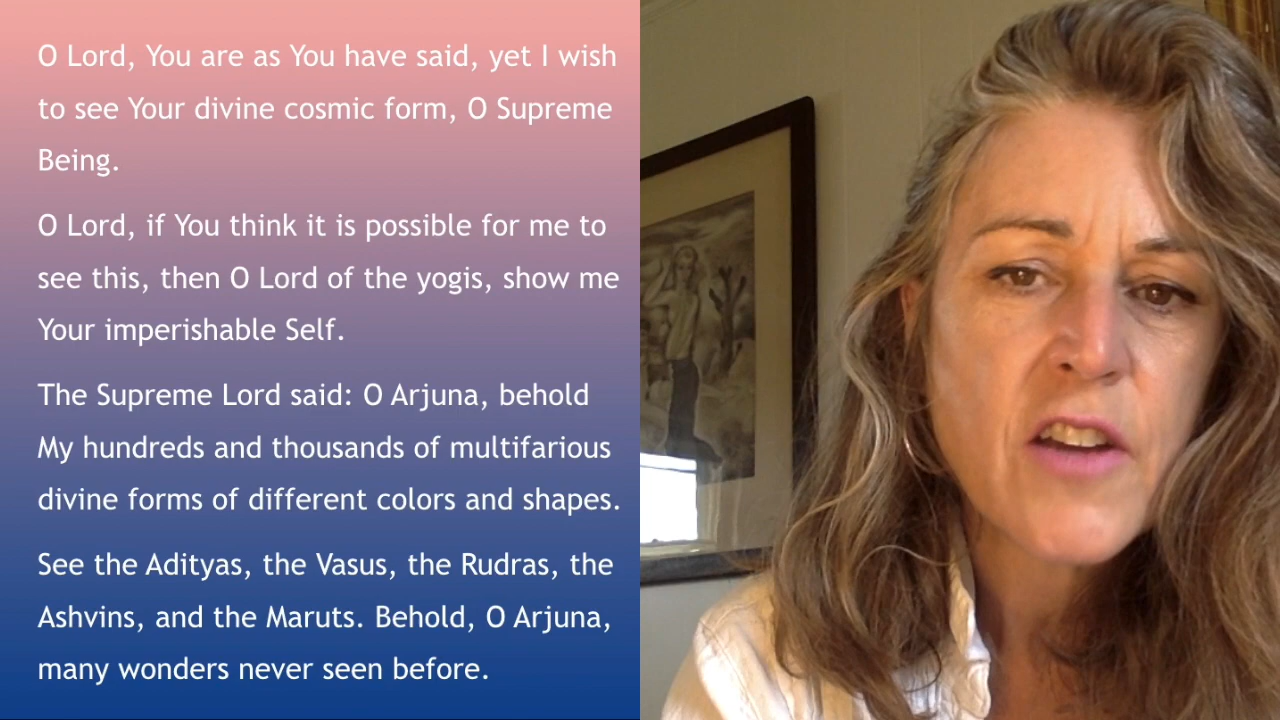 O Lord, You are as You have said, yet I wish
to see Your divine cosmic form, O Supreme
Being.
O Lord, if You think it is possible for me to
see this, then O Lord of the yogis, show me
Your imperishable Self.
The Supreme Lord said: O Arjuna, behold
My hundreds and thousands of multifarious
divine forms of different colors and shapes.
See the Adityas, the Vasus, the Rudras, the
Ashvins, and the Maruts. Behold, O Arjuna,
many wonders never seen before.